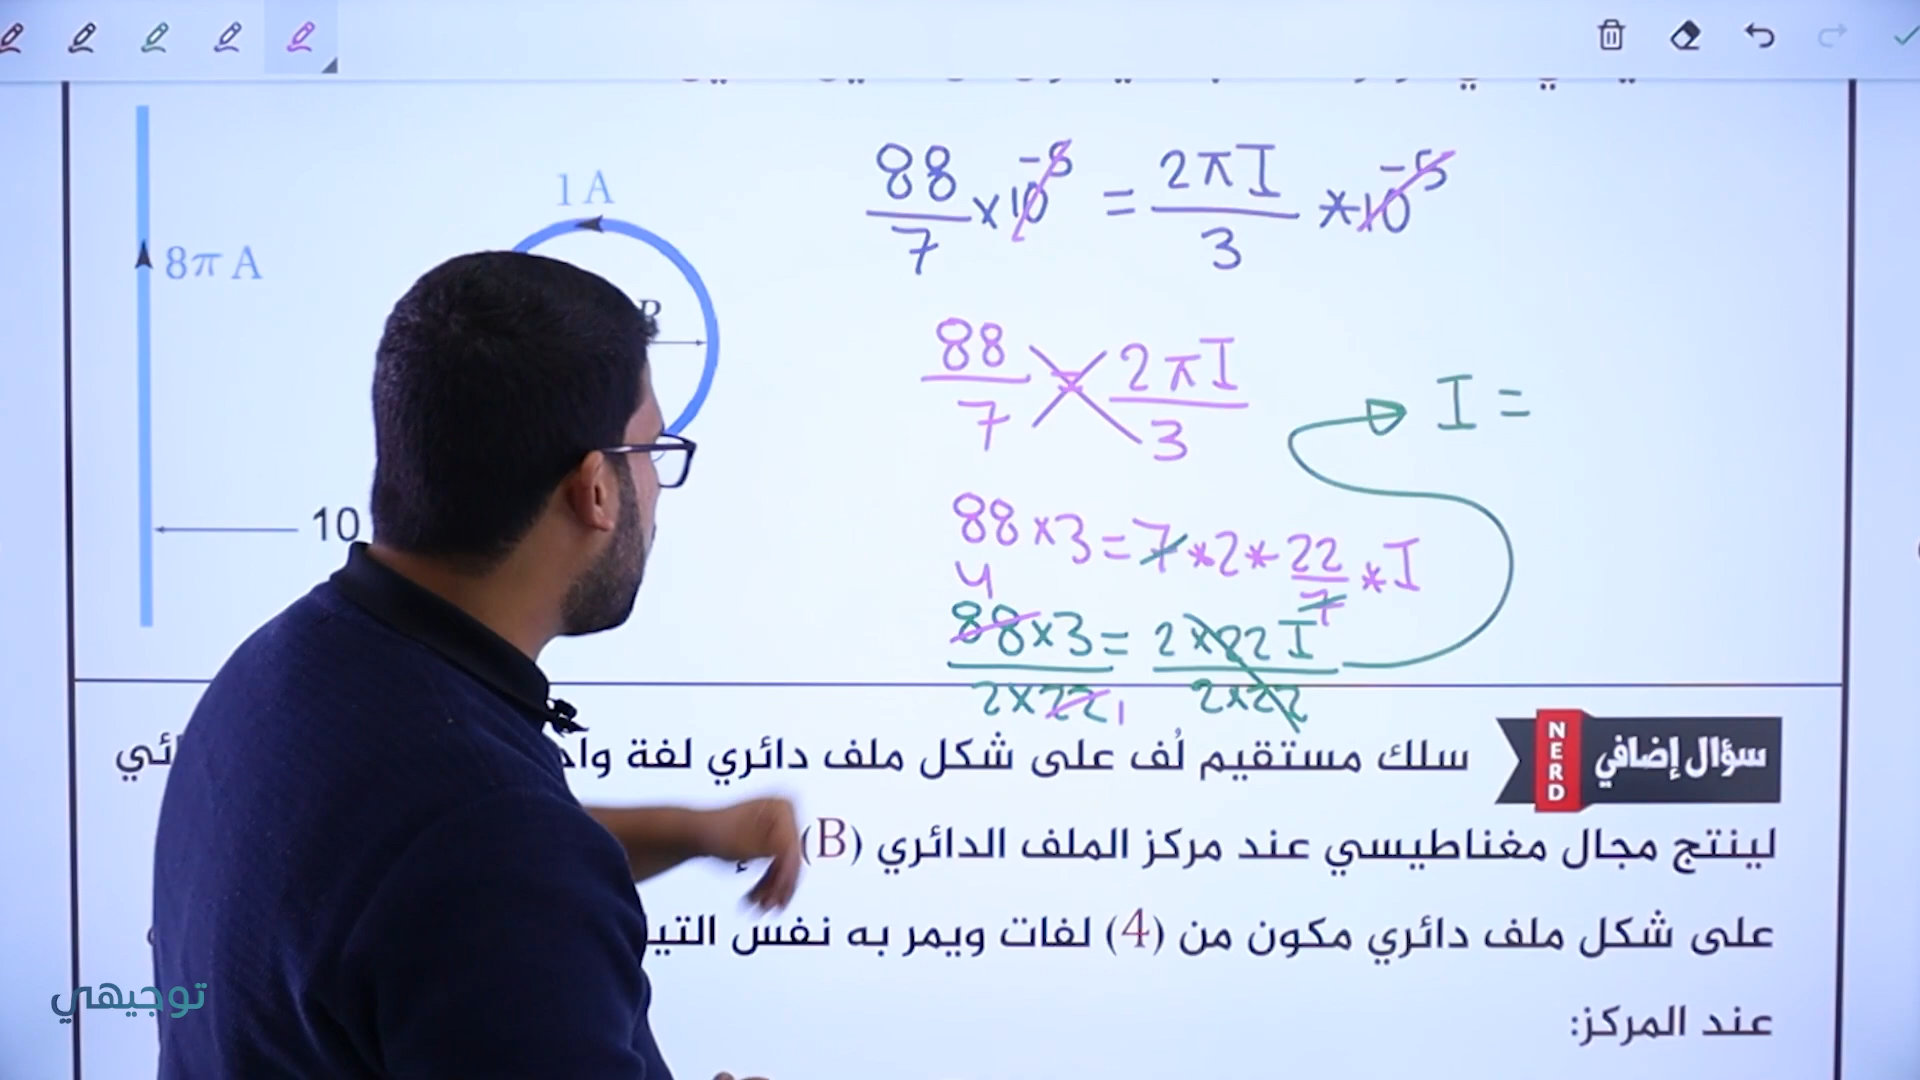 1 A
8π A
10
88/7 × 10^-5 = 2πI/3 * 10^-5
88/7 = 2πI/3
I =
88 × 3 = 7 * 2 * 22/7 * I
4
88 × 3 / 2 × 22 = 2 × 22 I / 2 × 22
1
سؤال إضافي NERD سلك مستقيم لُف على شكل ملف دائري لفة
لينتج مجال مغناطيسي عند مركز الملف الدائري (B)
على شكل ملف دائري مكون من (4) لفات ويمر به نفس
عند المركز:
توجيهي